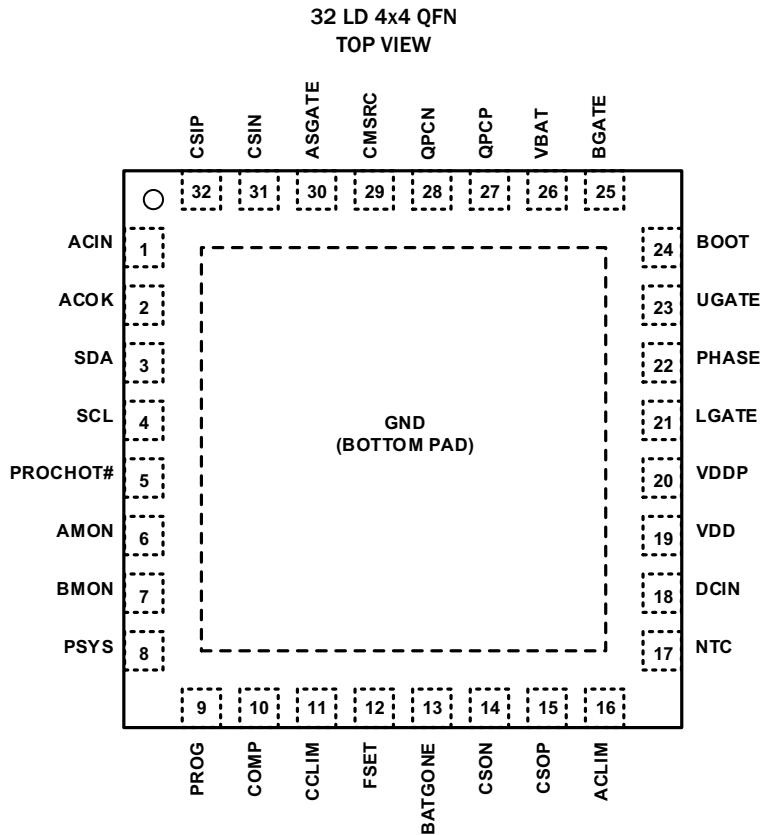 32 LD 4x4 QFN
TOP VIEW
CSIP
CSIN
ASGATE
CMSRC
QPCN
QPCP
VBAT
BGATE
32
31
30
29
28
27
26
25
ACIN 1
ACOK 2
SDA 3
SCL 4
PROCHOT# 5
AMON 6
BMON 7
PSYS 8
GND
(BOTTOM PAD)
24 BOOT
23 UGATE
22 PHASE
21 LGATE
20 VDDP
19 VDD
18 DCIN
17 NTC
9
10
11
12
13
14
15
16
PROG
COMP
CCLIM
FSET
BATGONE
CSON
CSOP
ACLIM